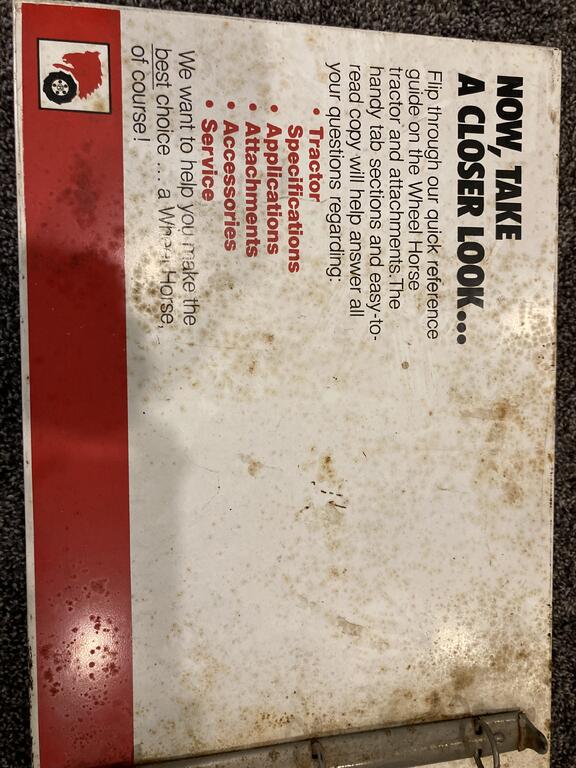 NOW, TAKE
A CLOSER LOOK...
Flip through our quick reference
guide on the Wheel Horse
tractor and attachments. The
handy tab sections and easy-to-
read copy will help answer all
your questions regarding:
• Tractor
Specifications
• Applications
• Attachments
• Accessories
• Service
We want to help you make the
best choice ... a Wheel Horse,
of course!